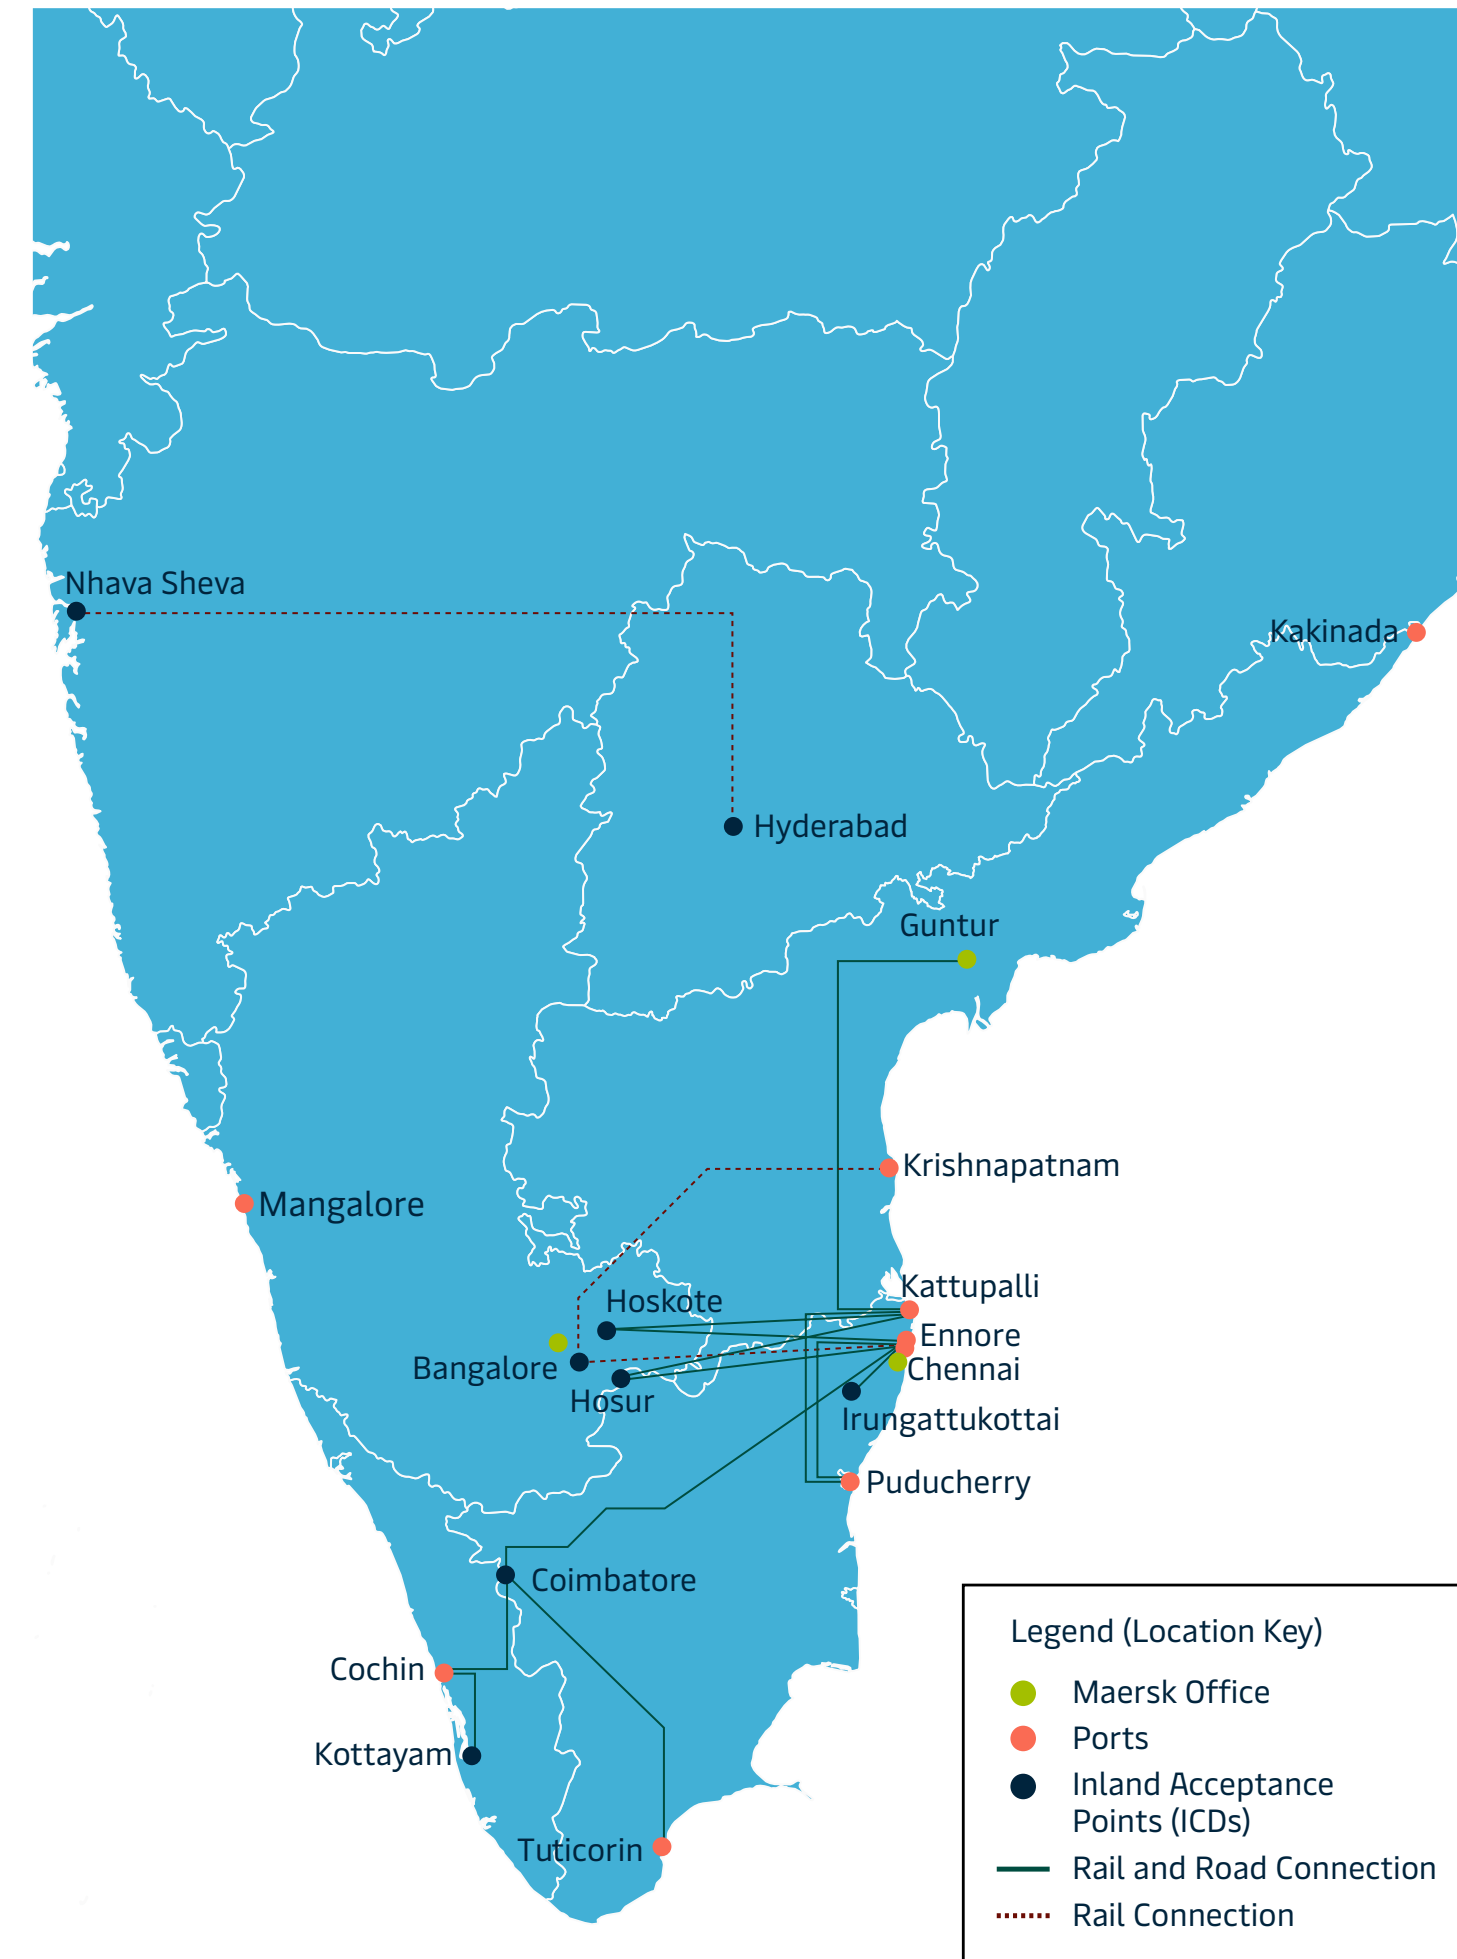 Nhava Sheva
Kakinada
Hyderabad
Guntur
Krishnapatnam
Mangalore
Kattupalli
Hoskote
Ennore
Bangalore
Chennai
Hosur
Irungattukottai
Puducherry
Coimbatore
Cochin
Kottayam
Tuticorin
Legend (Location Key)
Maersk Office
Ports
Inland Acceptance
Points (ICDs)
Rail and Road Connection
Rail Connection